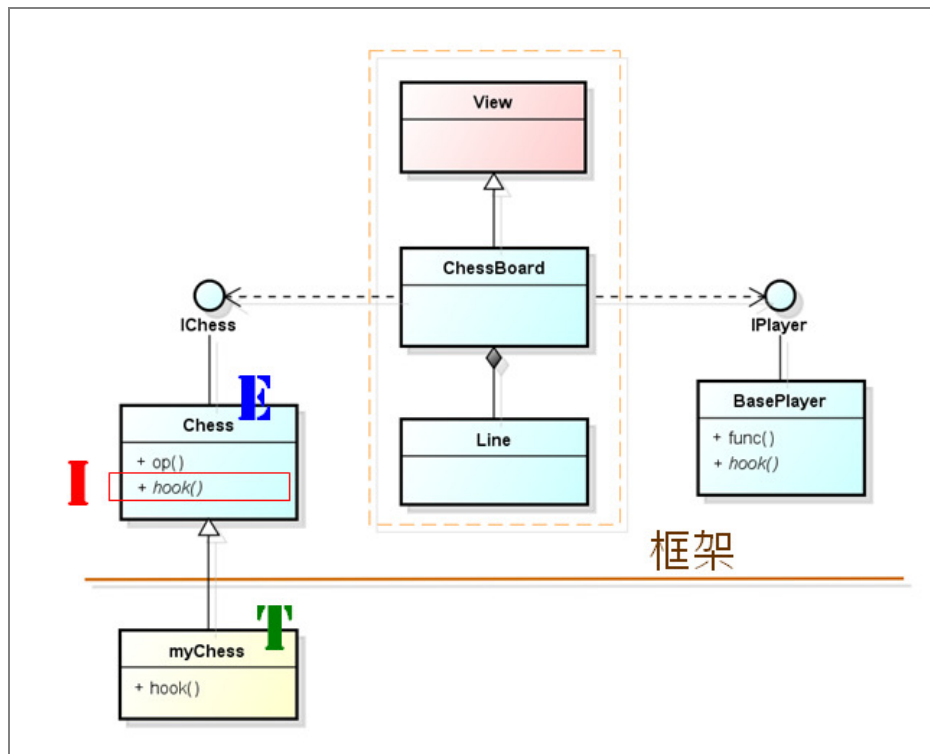 View
ChessBoard
IChess
IPlayer
E
Chess
+ op()
I
+ hook()
Line
BasePlayer
+ func()
+ hook()
框架
T
myChess
+ hook()